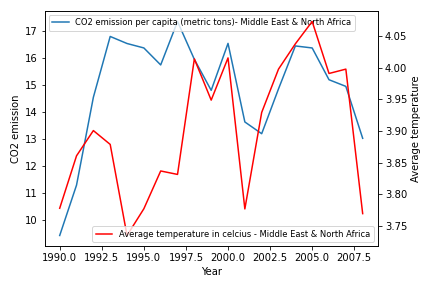 CO2 emission per capita (metric tons)- Middle East & North Africa
17
16
15
14
13
12
11
10
CO2 emission
4.05
4.00
3.95
3.90
3.85
3.80
3.75
Average temperature
Average temperature in celcius - Middle East & North Africa
1990.0 1992.5 1995.0 1997.5 2000.0 2002.5 2005.0 2007.5
Year